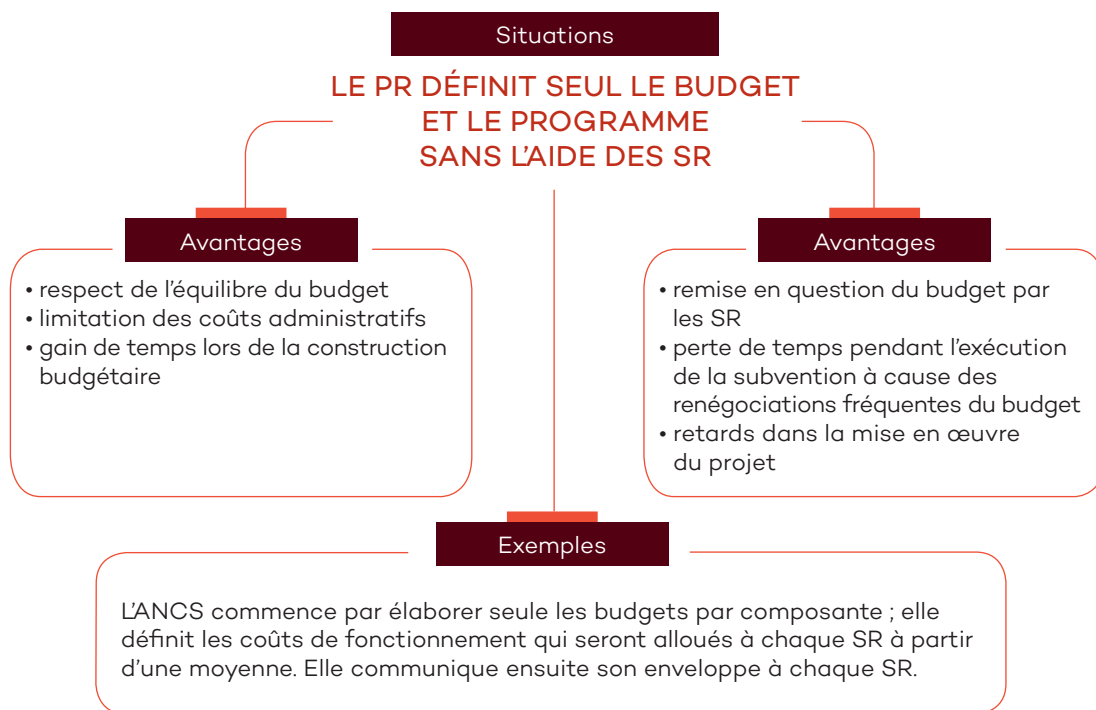 Situations
LE PR DÉFINIT SEUL LE BUDGET
ET LE PROGRAMME
SANS L'AIDE DES SR
Avantages
• respect de l'équilibre du budget
• limitation des coûts administratifs
• gain de temps lors de la construction
budgétaire
Avantages
• remise en question du budget par
les SR
• perte de temps pendant l'exécution
de la subvention à cause des
renégociations fréquentes du budget
• retards dans la mise en œuvre
du projet
Exemples
L'ANCS commence par élaborer seule les budgets par composante ; elle
définit les coûts de fonctionnement qui seront alloués à chaque SR à partir
d'une moyenne. Elle communique ensuite son enveloppe à chaque SR.